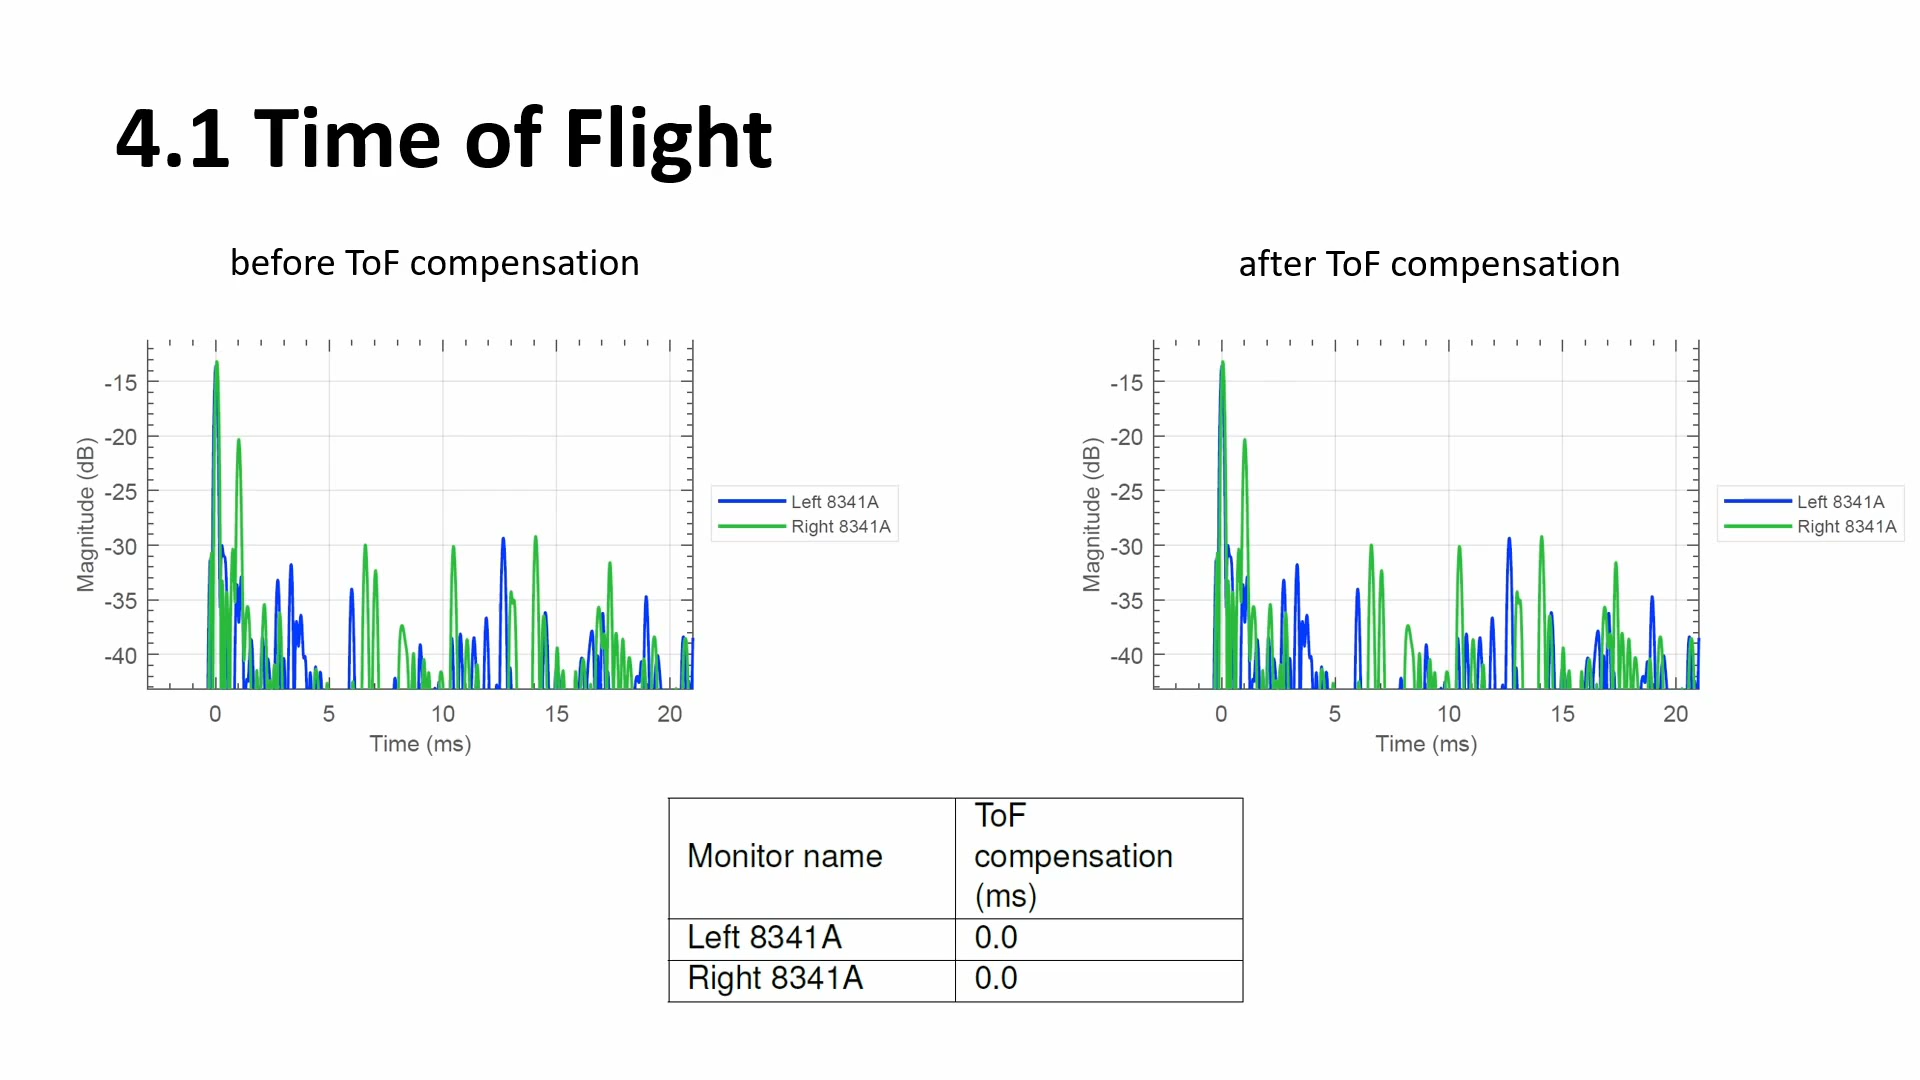 4.1 Time of Flight
before ToF compensation
after ToF compensation
Magnitude (dB)
-15
-20
-25
-30
-35
-40
0 5 10 15 20
Time (ms)
Left 8341A
Right 8341A
Magnitude (dB)
-15
-20
-25
-30
-35
-40
0 5 10 15 20
Time (ms)
Left 8341A
Right 8341A
Monitor name
ToF
compensation
(ms)
Left 8341A 0.0
Right 8341A 0.0